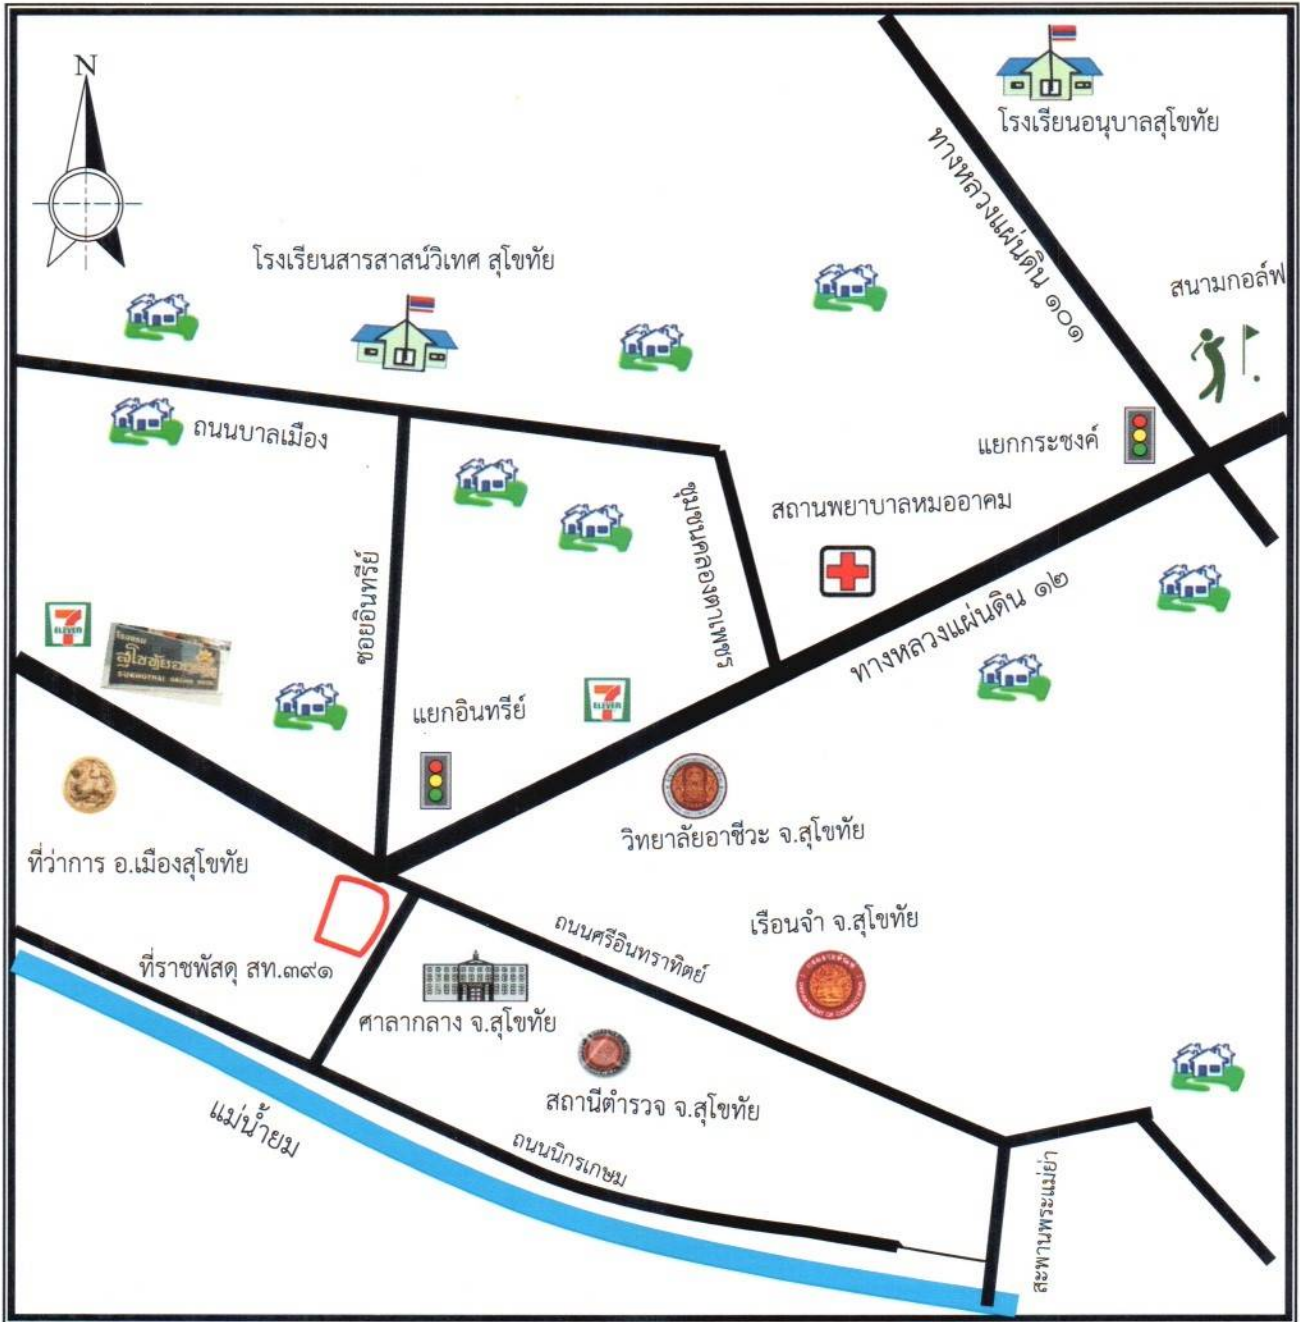 N
โรงเรียนอนุบาลสุโขทัย
ทางหลวงแผ่นดิน ๑๐๑
โรงเรียนสารสาสน์วิเทศ สุโขทัย
สนามกอล์ฟ
ถนนบาลเมือง
แยกกระชงค์
สถานพยาบาลหมออาคม
ชุมชนคลองตาเพชร
ซอยอินทรีย์
ทางหลวงแผ่นดิน ๑๒
7
ELEVEN
โรงแรม
SUKHOTHAI
แยกอินทรีย์
7
ELEVEN
วิทยาลัยอาชีวะ จ.สุโขทัย
ที่ว่าการ อ.เมืองสุโขทัย
ถนนศรีอินทราทิตย์
เรือนจำ จ.สุโขทัย
ที่ราชพัสดุ สท.๓๙๑
ศาลากลาง จ.สุโขทัย
สถานีตำรวจ จ.สุโขทัย
แม่น้ำยม
ถนนนิกรเกษม
สะพานพระแม่ย่า